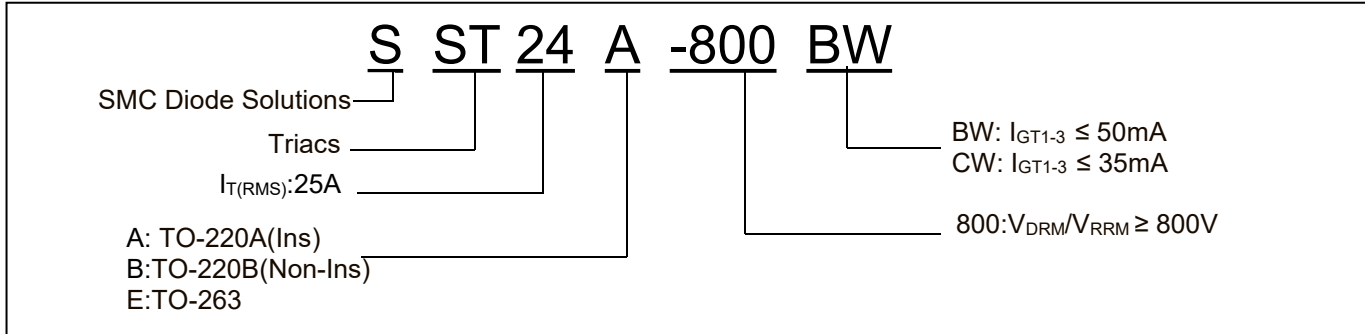 S ST 24 A -800 BW
SMC Diode Solutions
Triacs
IT(RMS):25A
A: TO-220A(Ins)
B:TO-220B(Non-Ins)
E:TO-263
BW: IGT1-3 ≤ 50mA
CW: IGT1-3 ≤ 35mA
800:VDRM/VRRM ≥ 800V